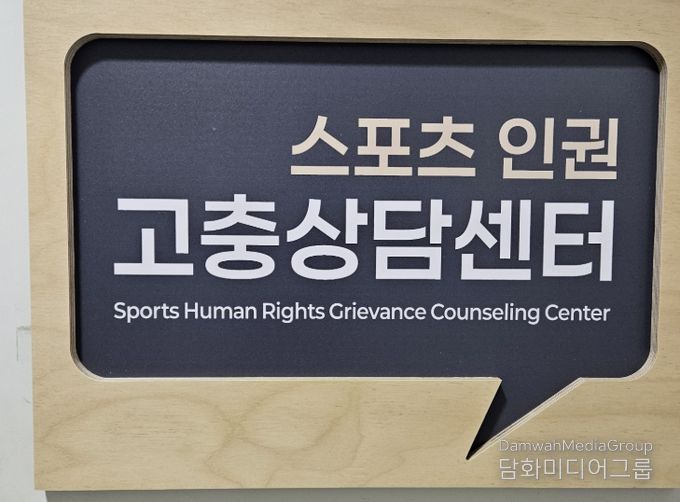 스포츠 인권
고충상담센터
Sports Human Rights Grievance Counseling Center
DamwahMediaGroup
담화미디어그룹